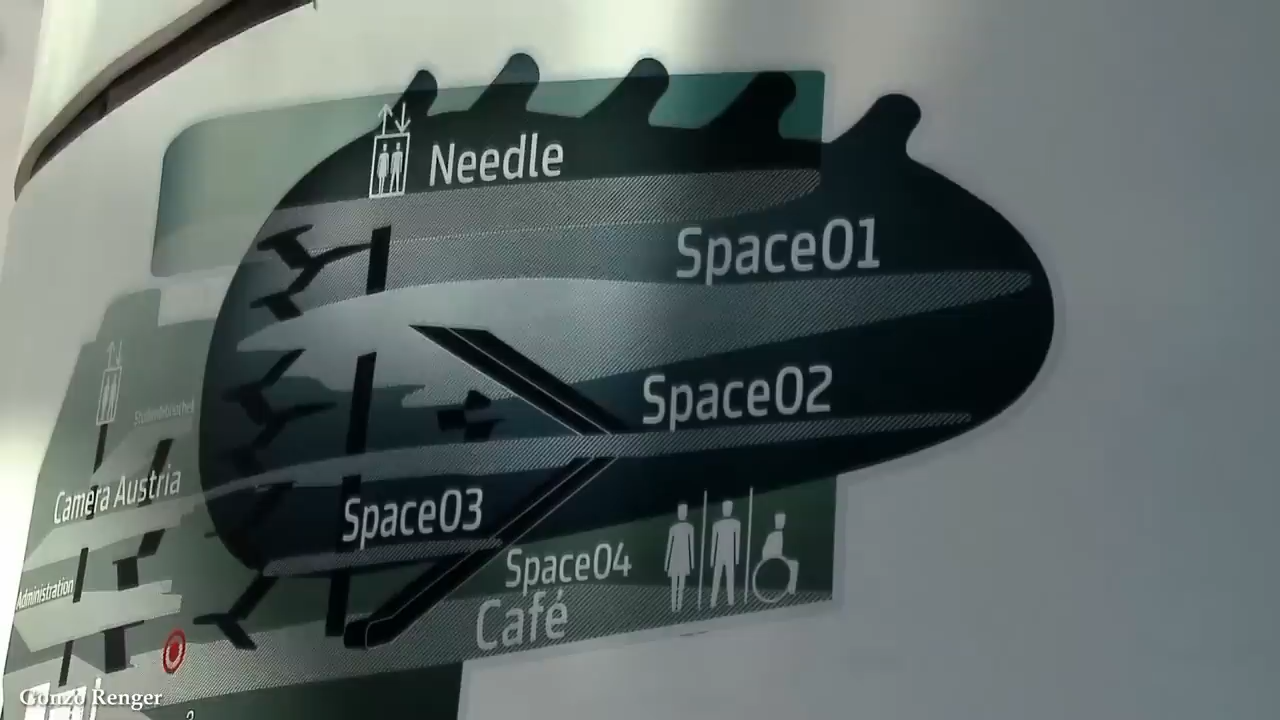 Needle
Space01
Space02
Camera Austria
Space03
Space04
Administration
Café
Gonzo Renger